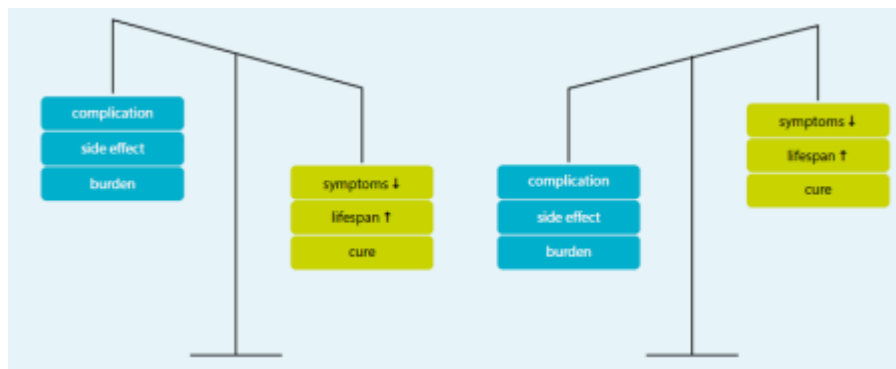 complication
side effect
burden
symptoms ↓
lifespan ↑
cure
complication
side effect
burden
symptoms ↓
lifespan ↑
cure